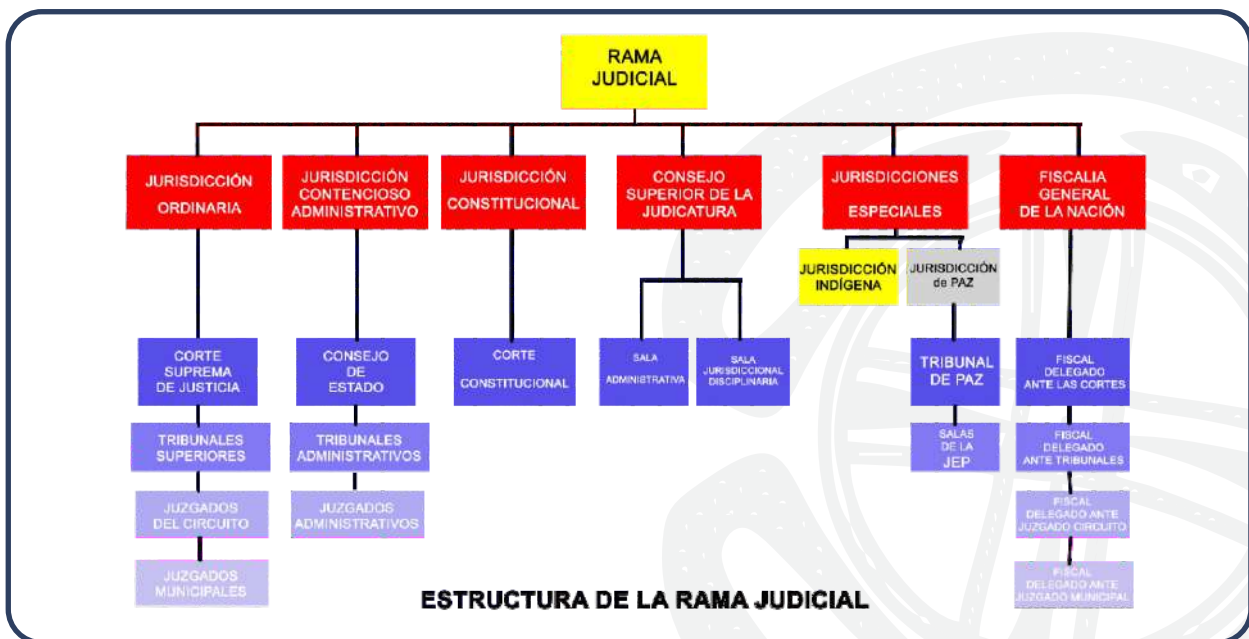 RAMA
JUDICIAL
JURISDICCIÓN
ORDINARIA
JURISDICCIÓN
CONTENCIOSO
ADMINISTRATIVO
JURISDICCIÓN
CONSTITUCIONAL
CONSEJO
SUPERIOR DE LA
JUDICATURA
JURISDICCIONES
ESPECIALES
FISCALIA
GENERAL
DE LA NACIÓN
JURISDICCIÓN
INDÍGENA
JURISDICCIÓN
de PAZ
CORTE
SUPREMA
DE JUSTICIA
CONSEJO
DE
ESTADO
CORTE
CONSTITUCIONAL
SALA
ADMINISTRATIVA
SALA
JURISDICCIONAL
DISCIPLINARIA
TRIBUNAL
DE PAZ
FISCAL
DELEGADO
ANTE LAS CORTES
TRIBUNALES
SUPERIORES
TRIBUNALES
ADMINISTRATIVOS
SALAS
DE LA
JEP
FISCAL
DELEGADO
ANTE TRIBUNALES
JUZGADOS
DEL CIRCUITO
JUZGADOS
ADMINISTRATIVOS
FISCAL
DELEGADO ANTE
JUZGADO CIRCUITO
JUZGADOS
MUNICIPALES
FISCAL
DELEGADO ANTE
JUZGADO MUNICIPAL
ESTRUCTURA DE LA RAMA JUDICIAL